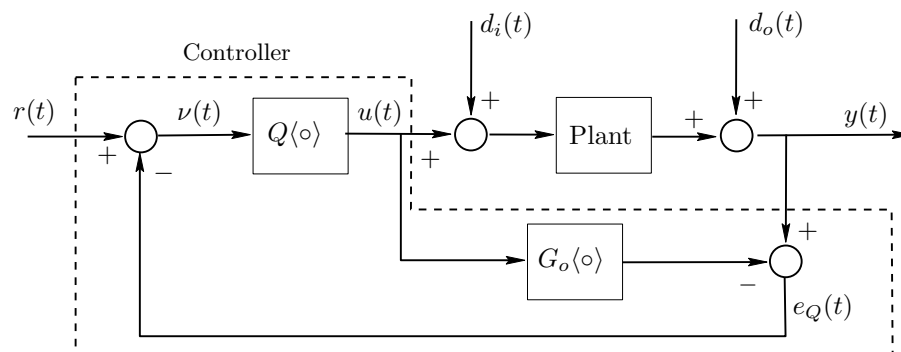 d_i(t)
d_o(t)
Controller
r(t)
ν(t)
u(t)
y(t)
+
+
+
+
+
Q⟨∘⟩
Plant
−
+
G_o⟨∘⟩
−
e_Q(t)